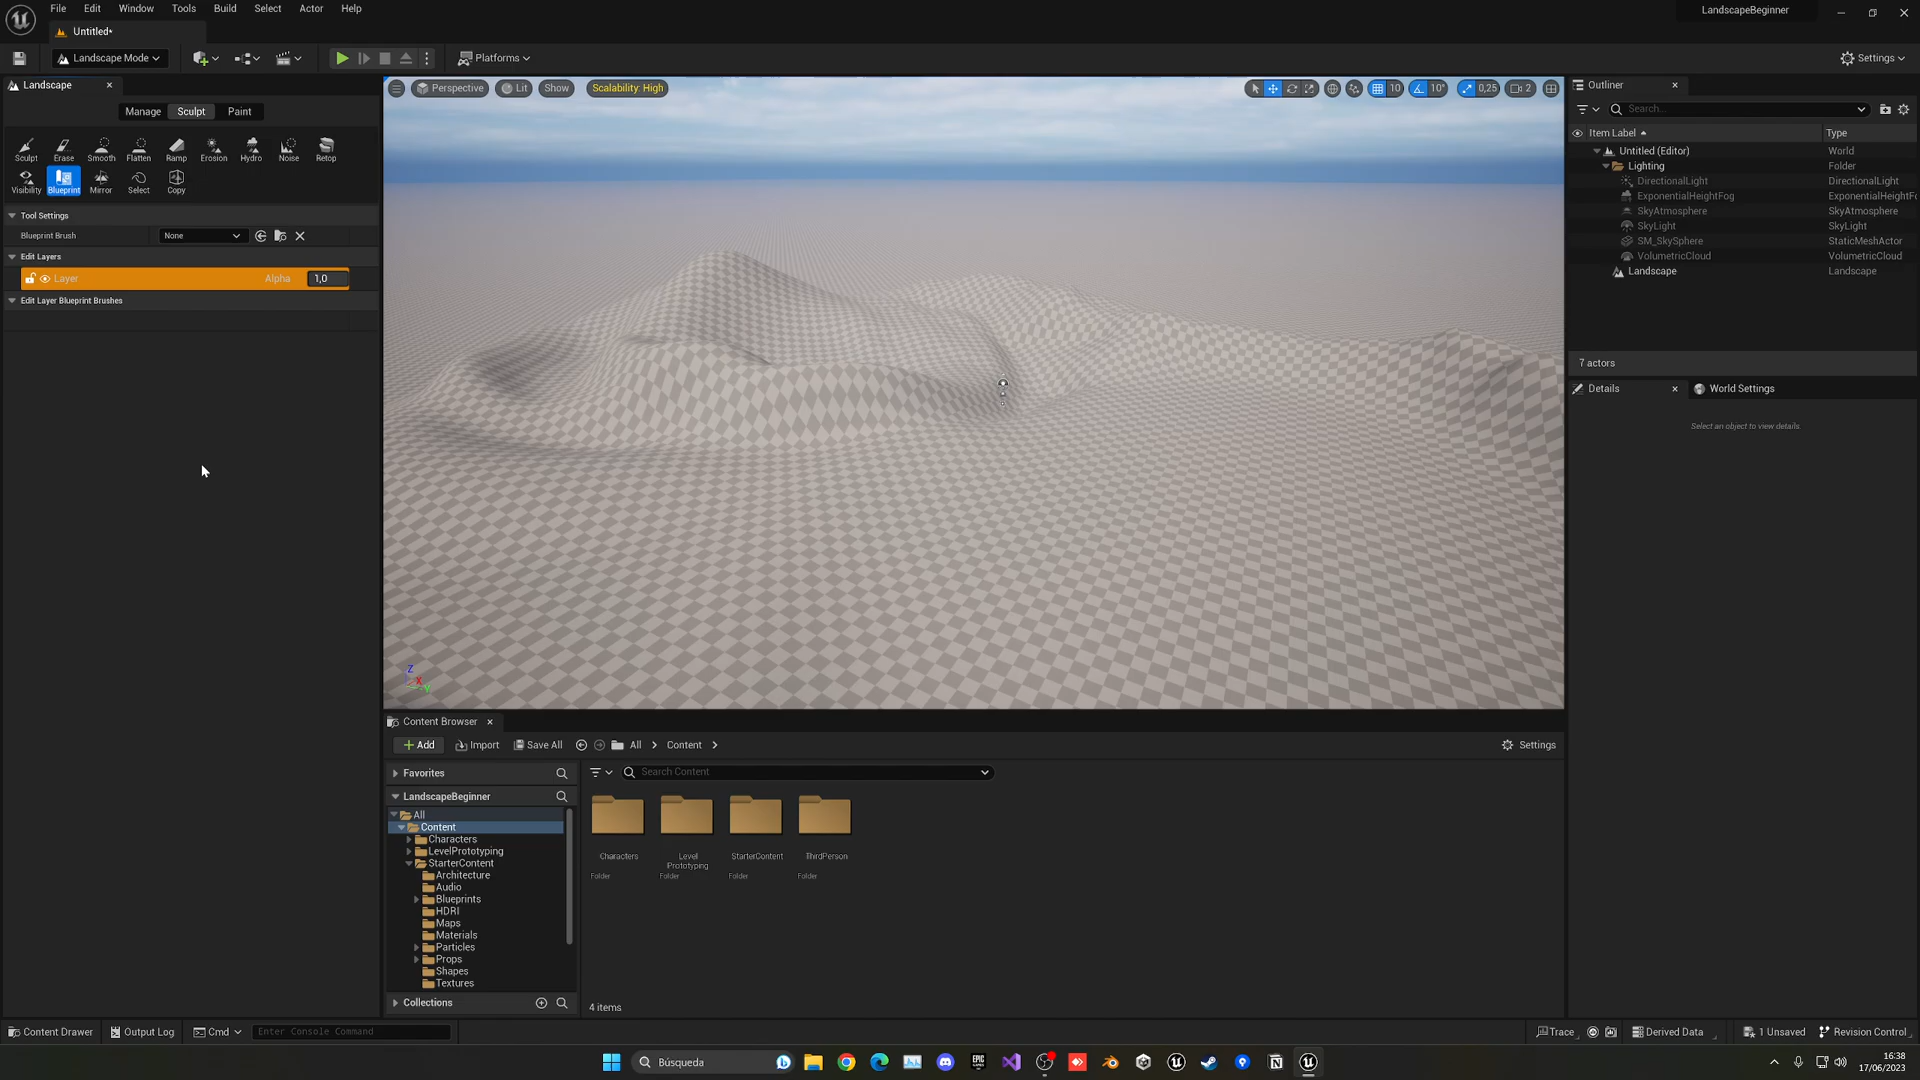 File Edit Window Tools Build Select Actor Help
LandscapeBeginner
Untitled*
Landscape Mode
Platforms
Settings
Landscape
Manage Sculpt Paint
Sculpt Erase Smooth Flatten Ramp Erosion Hydro Noise Retop
Visibility Blueprint Mirror Select Copy
Tool Settings
Blueprint Brush None
Edit Layers
Layer Alpha 1,0
Edit Layer Blueprint Brushes
Perspective Lit Show Scalability: High
10 10° 0,25 2
Z
X
Y
Outliner
Search...
Item Label Type
Untitled (Editor) World
Lighting Folder
DirectionalLight DirectionalLight
ExponentialHeightFog ExponentialHeightFo
SkyAtmosphere SkyAtmosphere
SkyLight SkyLight
SM_SkySphere StaticMeshActor
VolumetricCloud VolumetricCloud
Landscape Landscape
7 actors
Details World Settings
Select an object to view details.
Content Browser
Add Import Save All All Content Settings
Favorites
LandscapeBeginner
All
Content
Characters
LevelPrototyping
StarterContent
Architecture
Audio
Blueprints
HDRI
Maps
Materials
Particles
Props
Shapes
Textures
Collections
Search Content
Characters
Folder
Level
Prototyping
Folder
StarterContent
Folder
ThirdPerson
Folder
4 items
Content Drawer Output Log Cmd Enter Console Command
Trace Derived Data 1 Unsaved Revision Control
Búsqueda
EPIC GAMES
16:38
17/06/2023